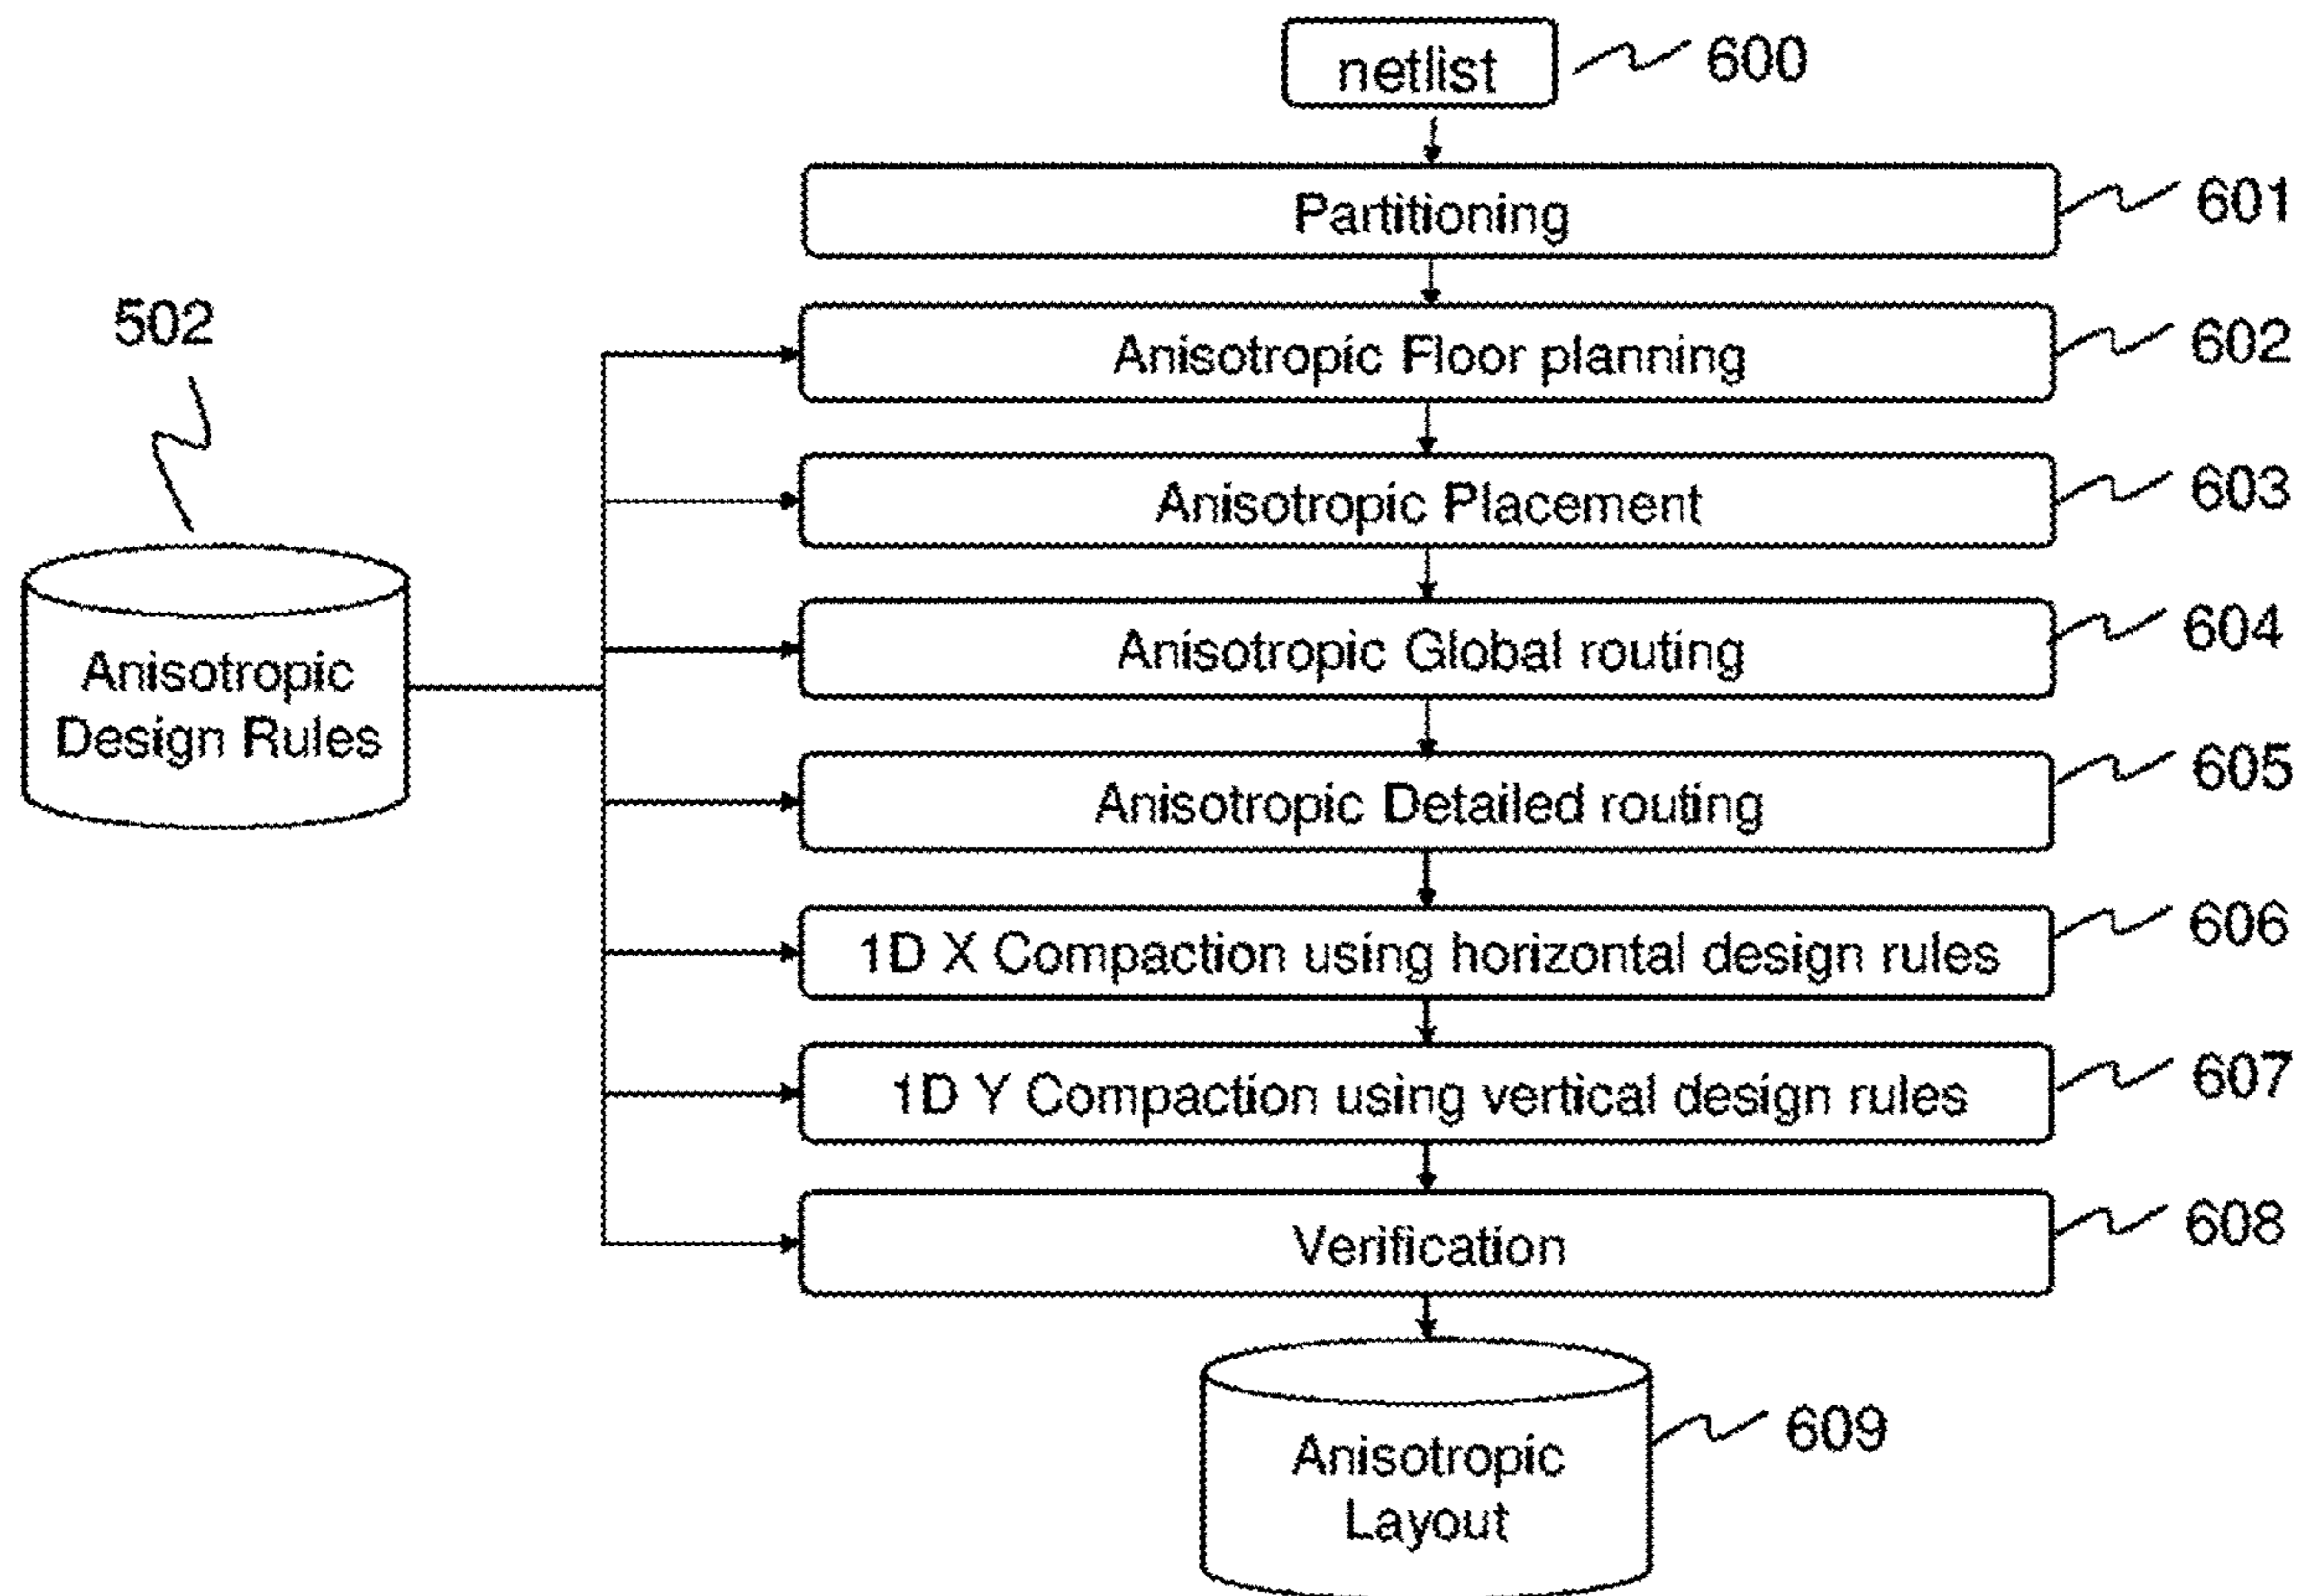 netlist
600
Partitioning
601
502
Anisotropic Floor planning
602
Anisotropic Placement
603
Anisotropic
Design Rules
Anisotropic Global routing
604
Anisotropic Detailed routing
605
1D X Compaction using horizontal design rules
606
1D Y Compaction using vertical design rules
607
Verification
608
Anisotropic
Layout
609